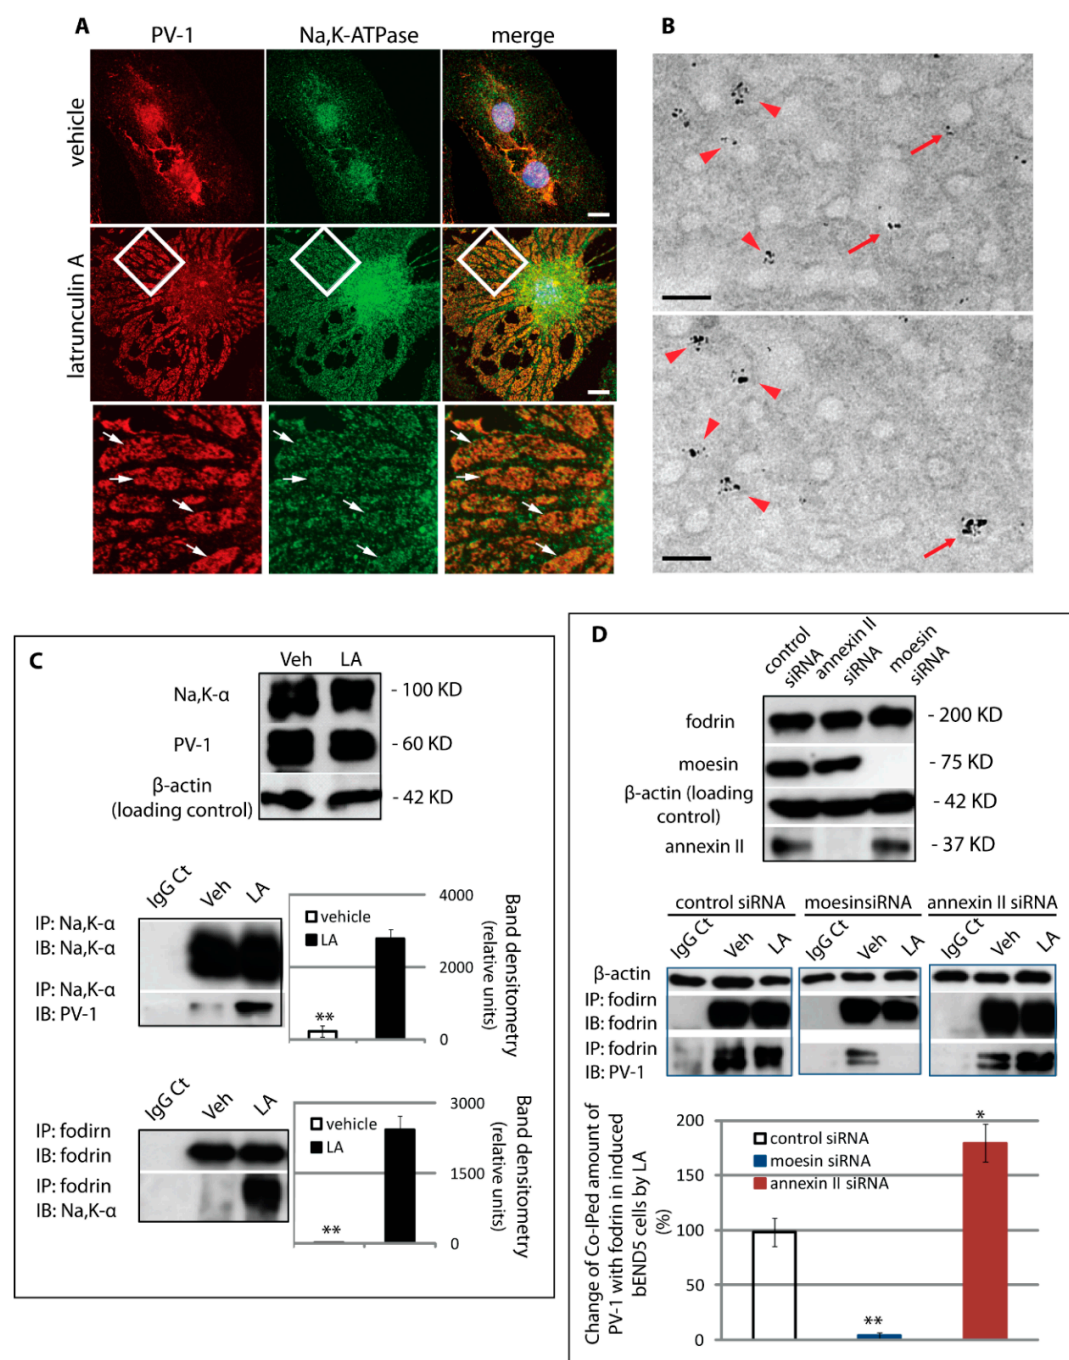 A
PV-1
Na,K-ATPase
merge
vehicle
latrunculin A
B
C
Veh LA
Na,K-α
- 100 KD
PV-1
- 60 KD
β-actin
(loading control)
- 42 KD
IgG Ct Veh LA
IP: Na,K-α
IB: Na,K-α
IP: Na,K-α
IB: PV-1
vehicle
LA
**
4000
2000
0
Band densitometry
(relative units)
IgG Ct Veh LA
IP: fodirn
IB: fodrin
IP: fodrin
IB: Na,K-α
vehicle
LA
**
3000
1500
0
Band densitometry
(relative units)
D
control
siRNA
annexin II
siRNA
moesin
siRNA
fodrin
- 200 KD
moesin
- 75 KD
β-actin (loading
control)
- 42 KD
annexin II
- 37 KD
control siRNA
moesinsiRNA
annexin II siRNA
IgG Ct Veh LA
IgG Ct Veh LA
IgG Ct Veh LA
β-actin
IP: fodirn
IB: fodrin
IP: fodrin
IB: PV-1
Change of Co-IPed amount of
PV-1 with fodrin in induced
bEND5 cells by LA
(%)
200
150
100
50
0
control siRNA
moesin siRNA
annexin II siRNA
**
*